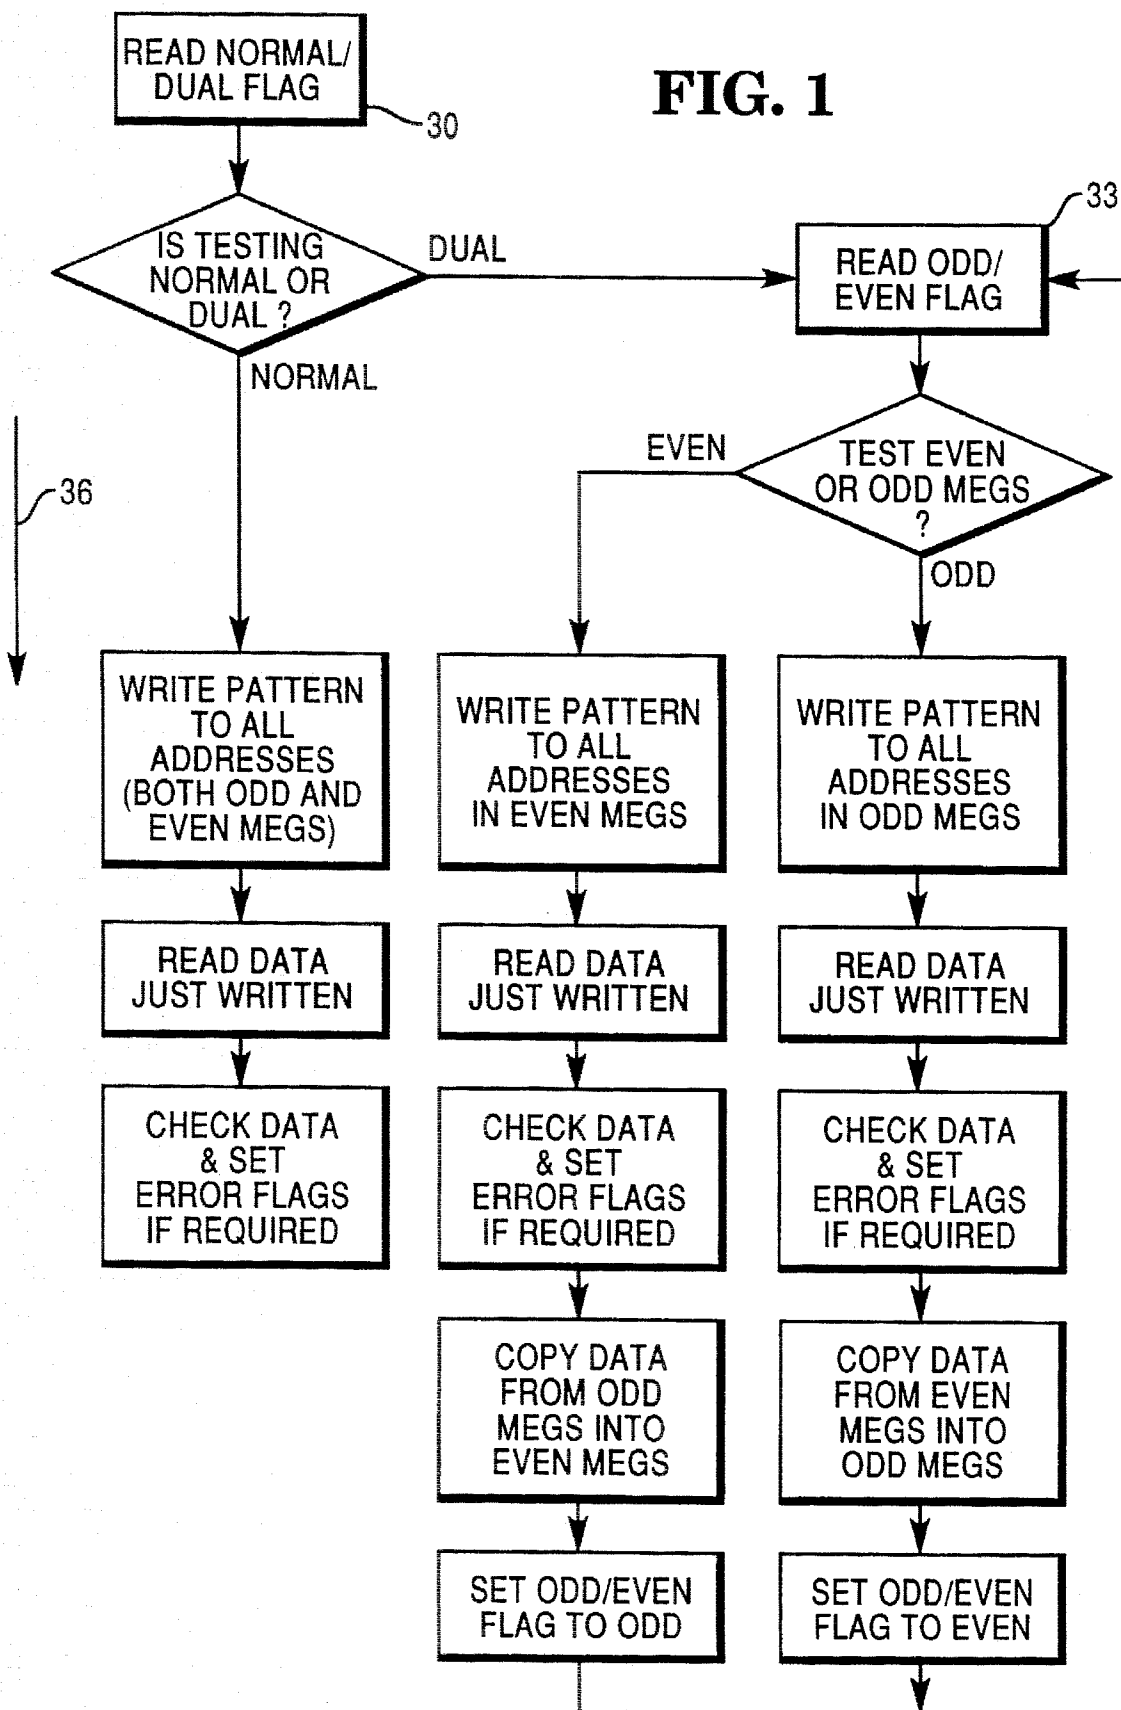 READ NORMAL/
DUAL FLAG
30
FIG. 1
IS TESTING
NORMAL OR
DUAL ?
DUAL
NORMAL
33
READ ODD/
EVEN FLAG
EVEN
TEST EVEN
OR ODD MEGS
?
ODD
36
WRITE PATTERN
TO ALL
ADDRESSES
(BOTH ODD AND
EVEN MEGS)
READ DATA
JUST WRITTEN
CHECK DATA
& SET
ERROR FLAGS
IF REQUIRED
WRITE PATTERN
TO ALL
ADDRESSES
IN EVEN MEGS
READ DATA
JUST WRITTEN
CHECK DATA
& SET
ERROR FLAGS
IF REQUIRED
COPY DATA
FROM ODD
MEGS INTO
EVEN MEGS
SET ODD/EVEN
FLAG TO ODD
WRITE PATTERN
TO ALL
ADDRESSES
IN ODD MEGS
READ DATA
JUST WRITTEN
CHECK DATA
& SET
ERROR FLAGS
IF REQUIRED
COPY DATA
FROM EVEN
MEGS INTO
ODD MEGS
SET ODD/EVEN
FLAG TO EVEN